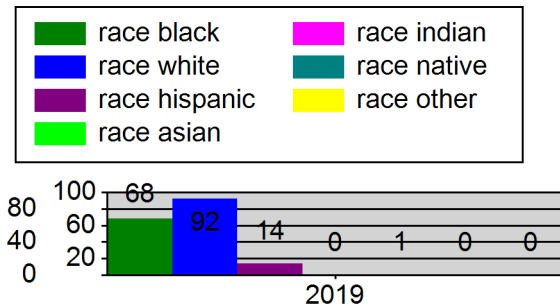 race black race indian
race white race native
race hispanic race other
race asian
100
80
60
40
20
0
68 92 14 0 1 0 0
2019